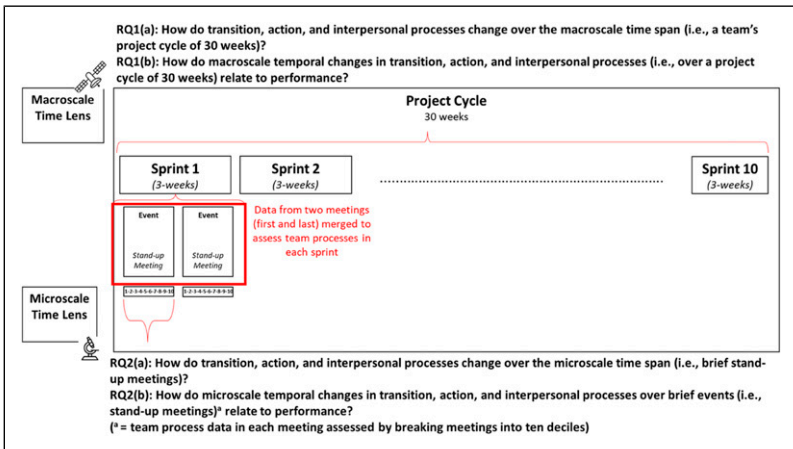 RQ1(a): How do transition, action, and interpersonal processes change over the macroscale time span (i.e., a team's
project cycle of 30 weeks)?
RQ1(b): How do macroscale temporal changes in transition, action, and interpersonal processes (i.e., over a project
cycle of 30 weeks) relate to performance?
Macroscale
Time Lens
Project Cycle
30 weeks
Sprint 1
(3-weeks)
Sprint 2
(3-weeks)
Sprint 10
(3-weeks)
Event
Stand-up
Meeting
Event
Stand-up
Meeting
Data from two meetings
(first and last) merged to
assess team processes in
each sprint
1-2-3-4-5-6-7-8-9-10
1-2-3-4-5-6-7-8-9-10
Microscale
Time Lens
RQ2(a): How do transition, action, and interpersonal processes change over the microscale time span (i.e., brief stand-
up meetings)?
RQ2(b): How do microscale temporal changes in transition, action, and interpersonal processes over brief events (i.e.,
stand-up meetings)ᵃ relate to performance?
(ᵃ = team process data in each meeting assessed by breaking meetings into ten deciles)